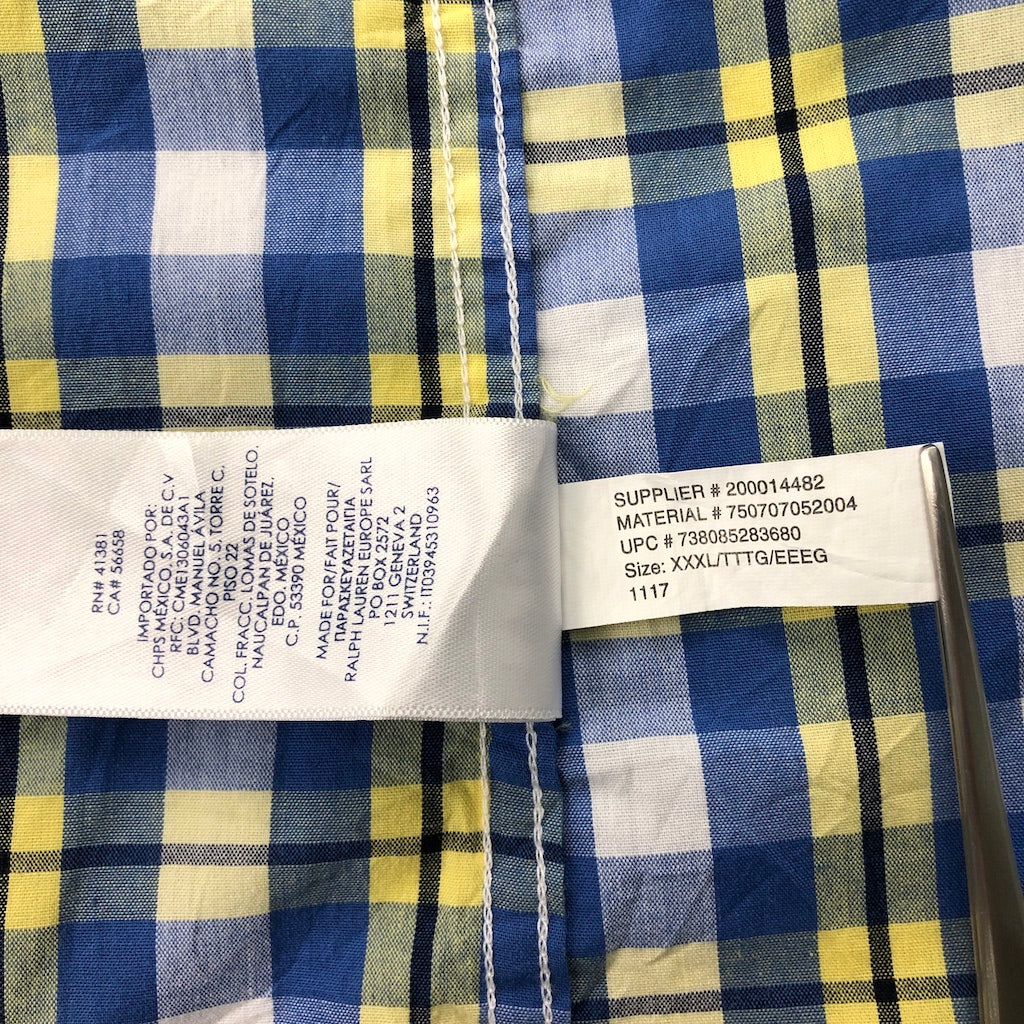 RN# 41381
CA# 56658
IMPORTADO POR:
CHPS MÉXICO, S.A. DE C.V
RFC: CME1306043A1
BLVD. MANUEL ÁVILA
CAMACHO NO. 5, TORRE C.
PISO 22
COL. FRACC. LOMAS DE SOTELO.
NAUCALPAN DE JUÁREZ.
EDO. MÉXICO
C.P. 53390 MÉXICO
MADE FOR/FAIT POUR/
ΠΑΡΑΣΚΕΥΑΖΕΤΑΙΓΙΑ
RALPH LAUREN EUROPE SARL
PO BOX 2572
1211 GENEVA 2
SWITZERLAND
N.I.F.: IT03945310963
SUPPLIER # 200014482
MATERIAL # 750707052004
UPC # 738085283680
Size: XXXL/TTTG/EEEG
1117